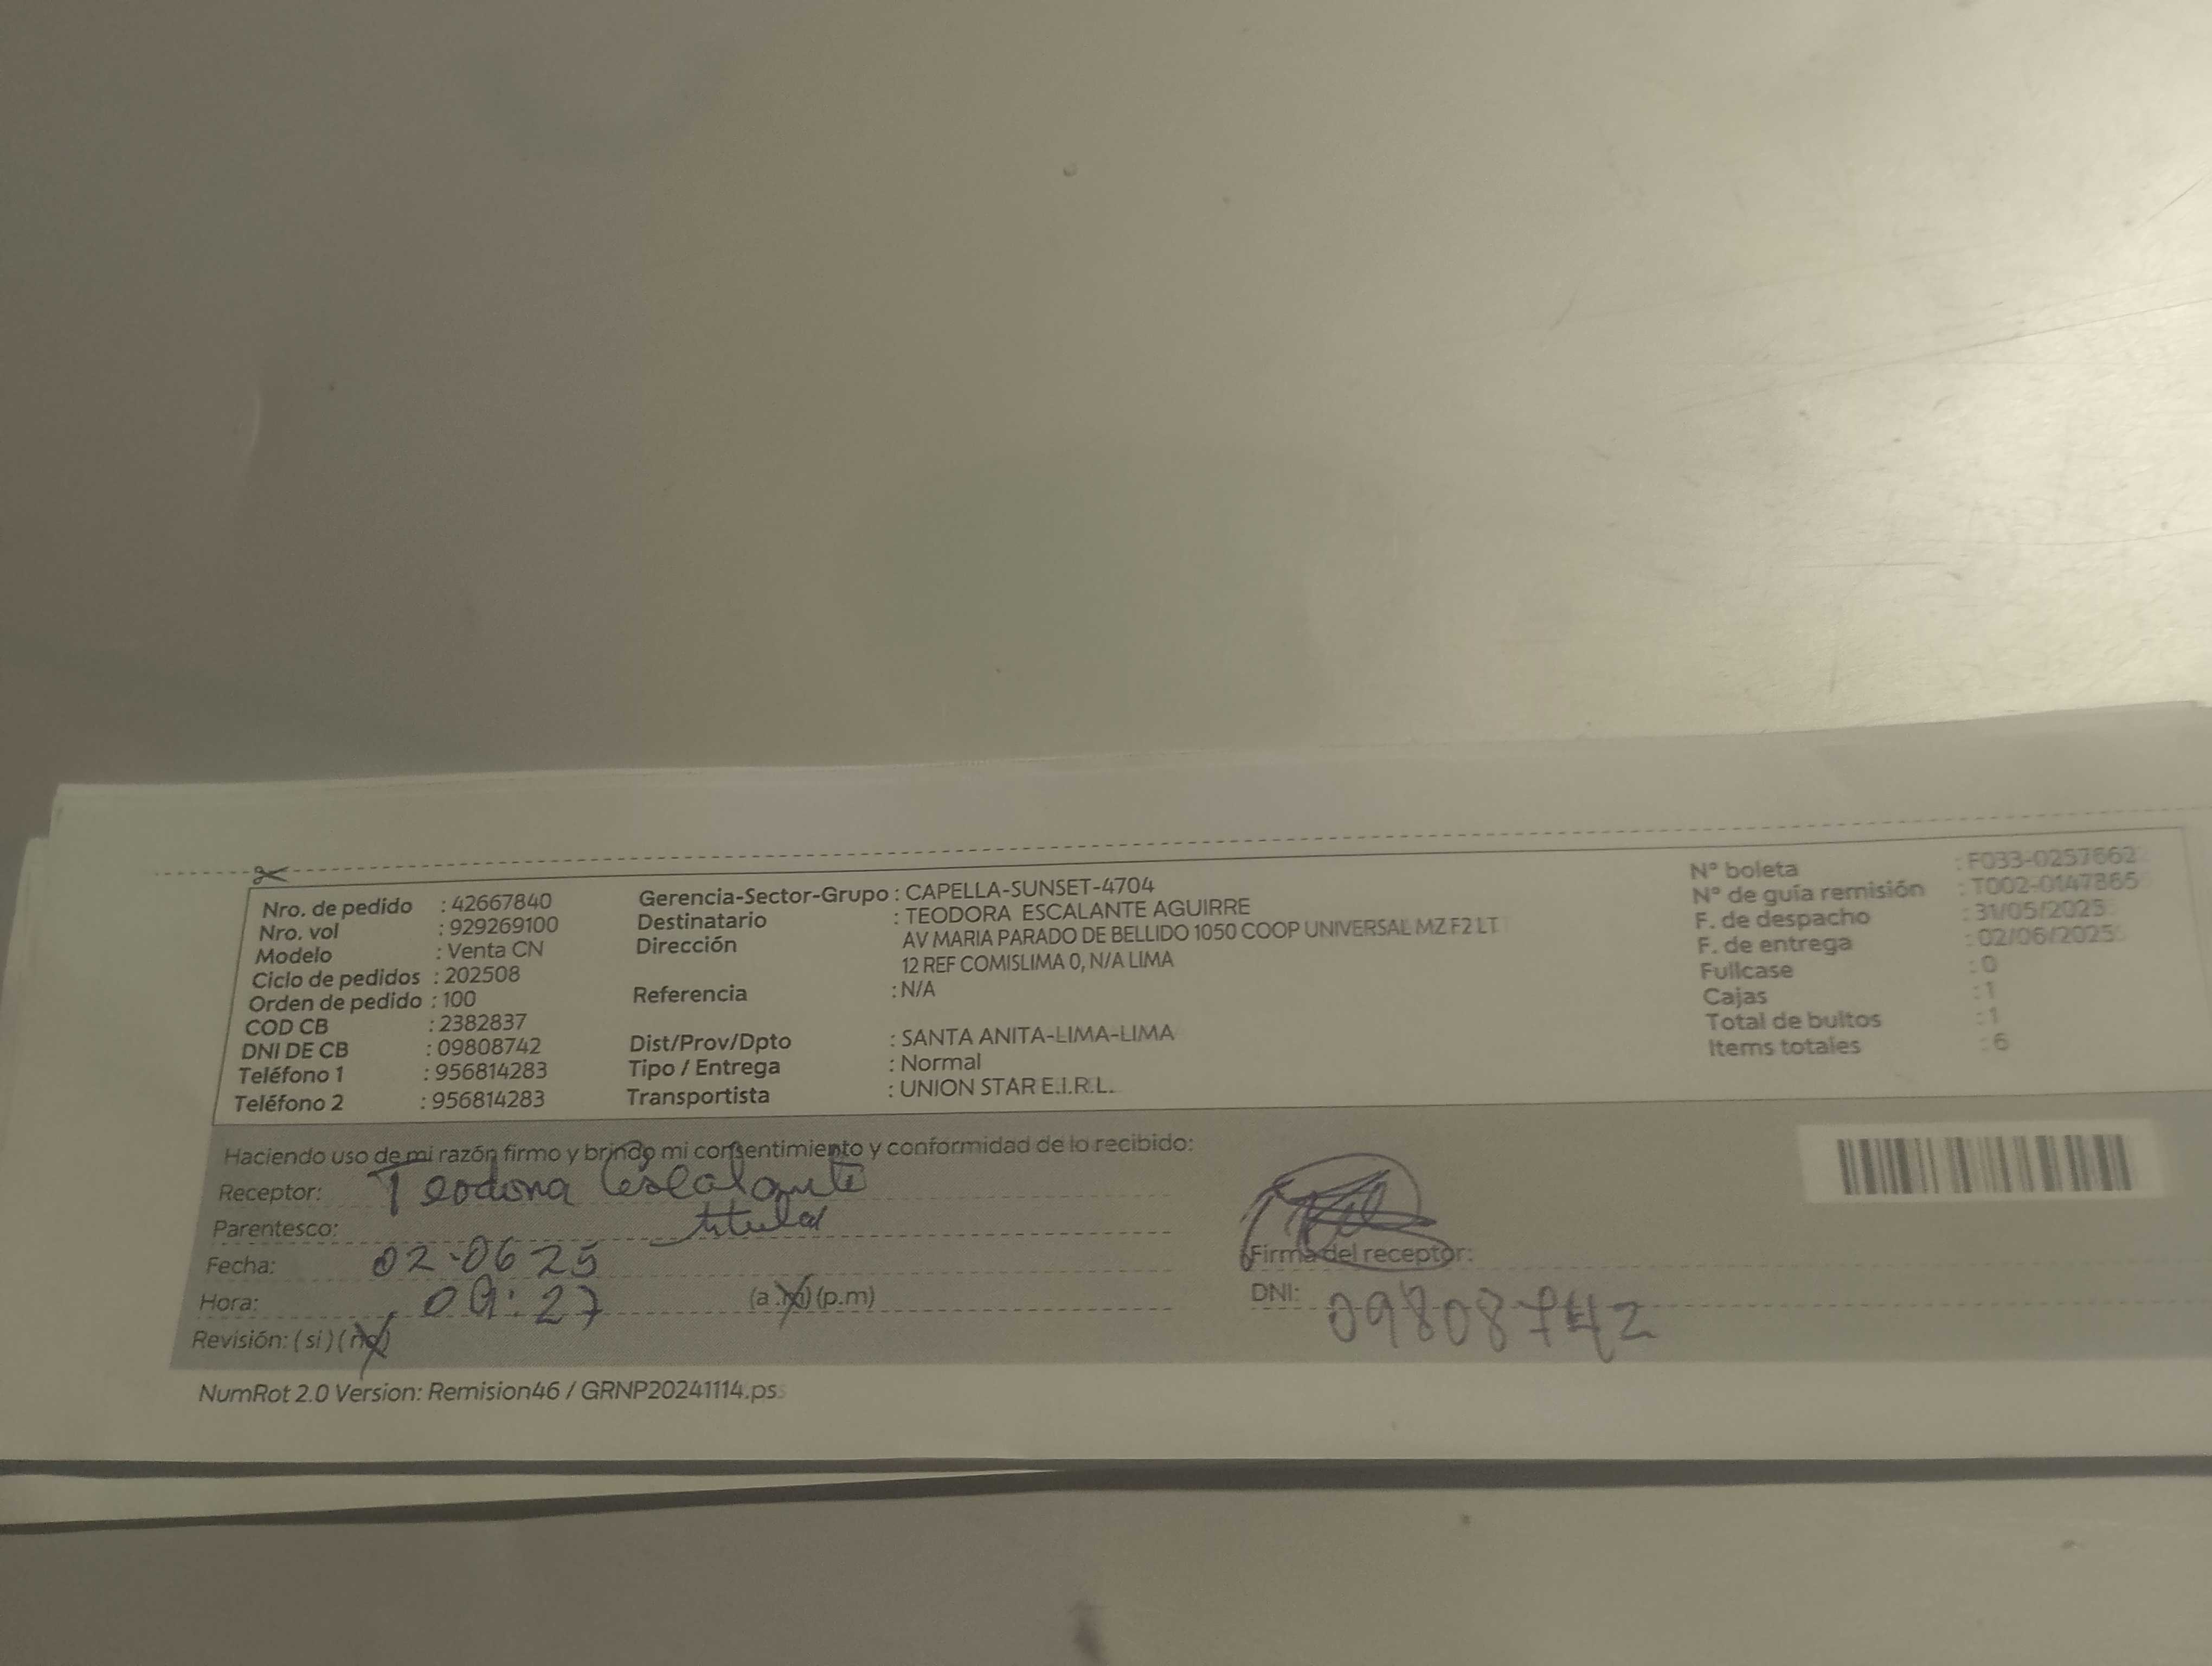 Nro. de pedido : 42667840
Nro. vol : 929269100
Modelo : Venta CN
Ciclo de pedidos : 202508
Orden de pedido : 100
COD CB : 2382837
DNI DE CB : 09808742
Teléfono 1 : 956814283
Teléfono 2 : 956814283
Gerencia-Sector-Grupo : CAPELLA-SUNSET-4704
Destinatario : TEODORA ESCALANTE AGUIRRE
Dirección AV MARIA PARADO DE BELLIDO 1050 COOP UNIVERSAL MZ F2 LT
12 REF COMISLIMA 0, N/A LIMA
Referencia : N/A
Dist/Prov/Dpto : SANTA ANITA-LIMA-LIMA
Tipo / Entrega : Normal
Transportista : UNION STAR E.I.R.L.
N° boleta : F033-0257662
N° de guía remisión : T002-0147865
F. de despacho : 31/05/2025
F. de entrega : 02/06/2025
Fullcase : 0
Cajas : 1
Total de bultos : 1
Items totales : 6
Haciendo uso de mi razón firmo y brindo mi consentimiento y conformidad de lo recibido:
Receptor: Teodora Escalante
Parentesco: titular
Fecha: 02-06 25
Hora: 09:27 (a.m)(p.m)
Revisión: (si) (no)
Firma del receptor:
DNI: 09808742
NumRot 2.0 Version: Remision46 / GRNP20241114.ps